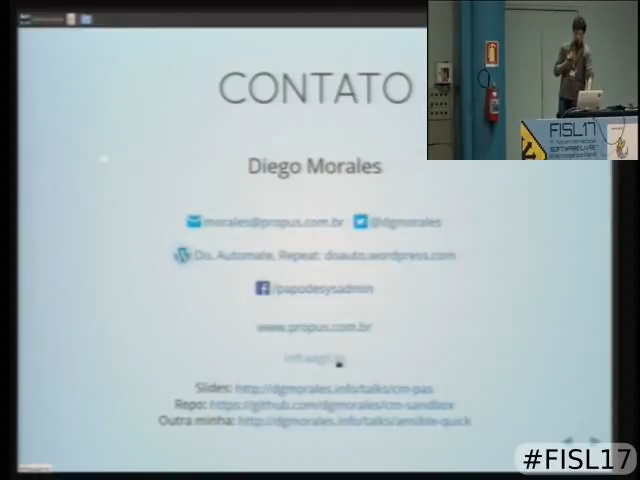 CONTATO
Diego Morales
morales@propus.com.br @dgmorales
Do, Automate, Repeat: doauto.wordpress.com
/papodesysadmin
www.propus.com.br
Slides: http://dgmorales.info/talks/cm-pas
Repo: https://github.com/dgmorales/cm-sandbox
Outra minha: http://dgmorales.info/talks/ansible-quick
FISL17
SOFTWARE LIVRE
#FISL17